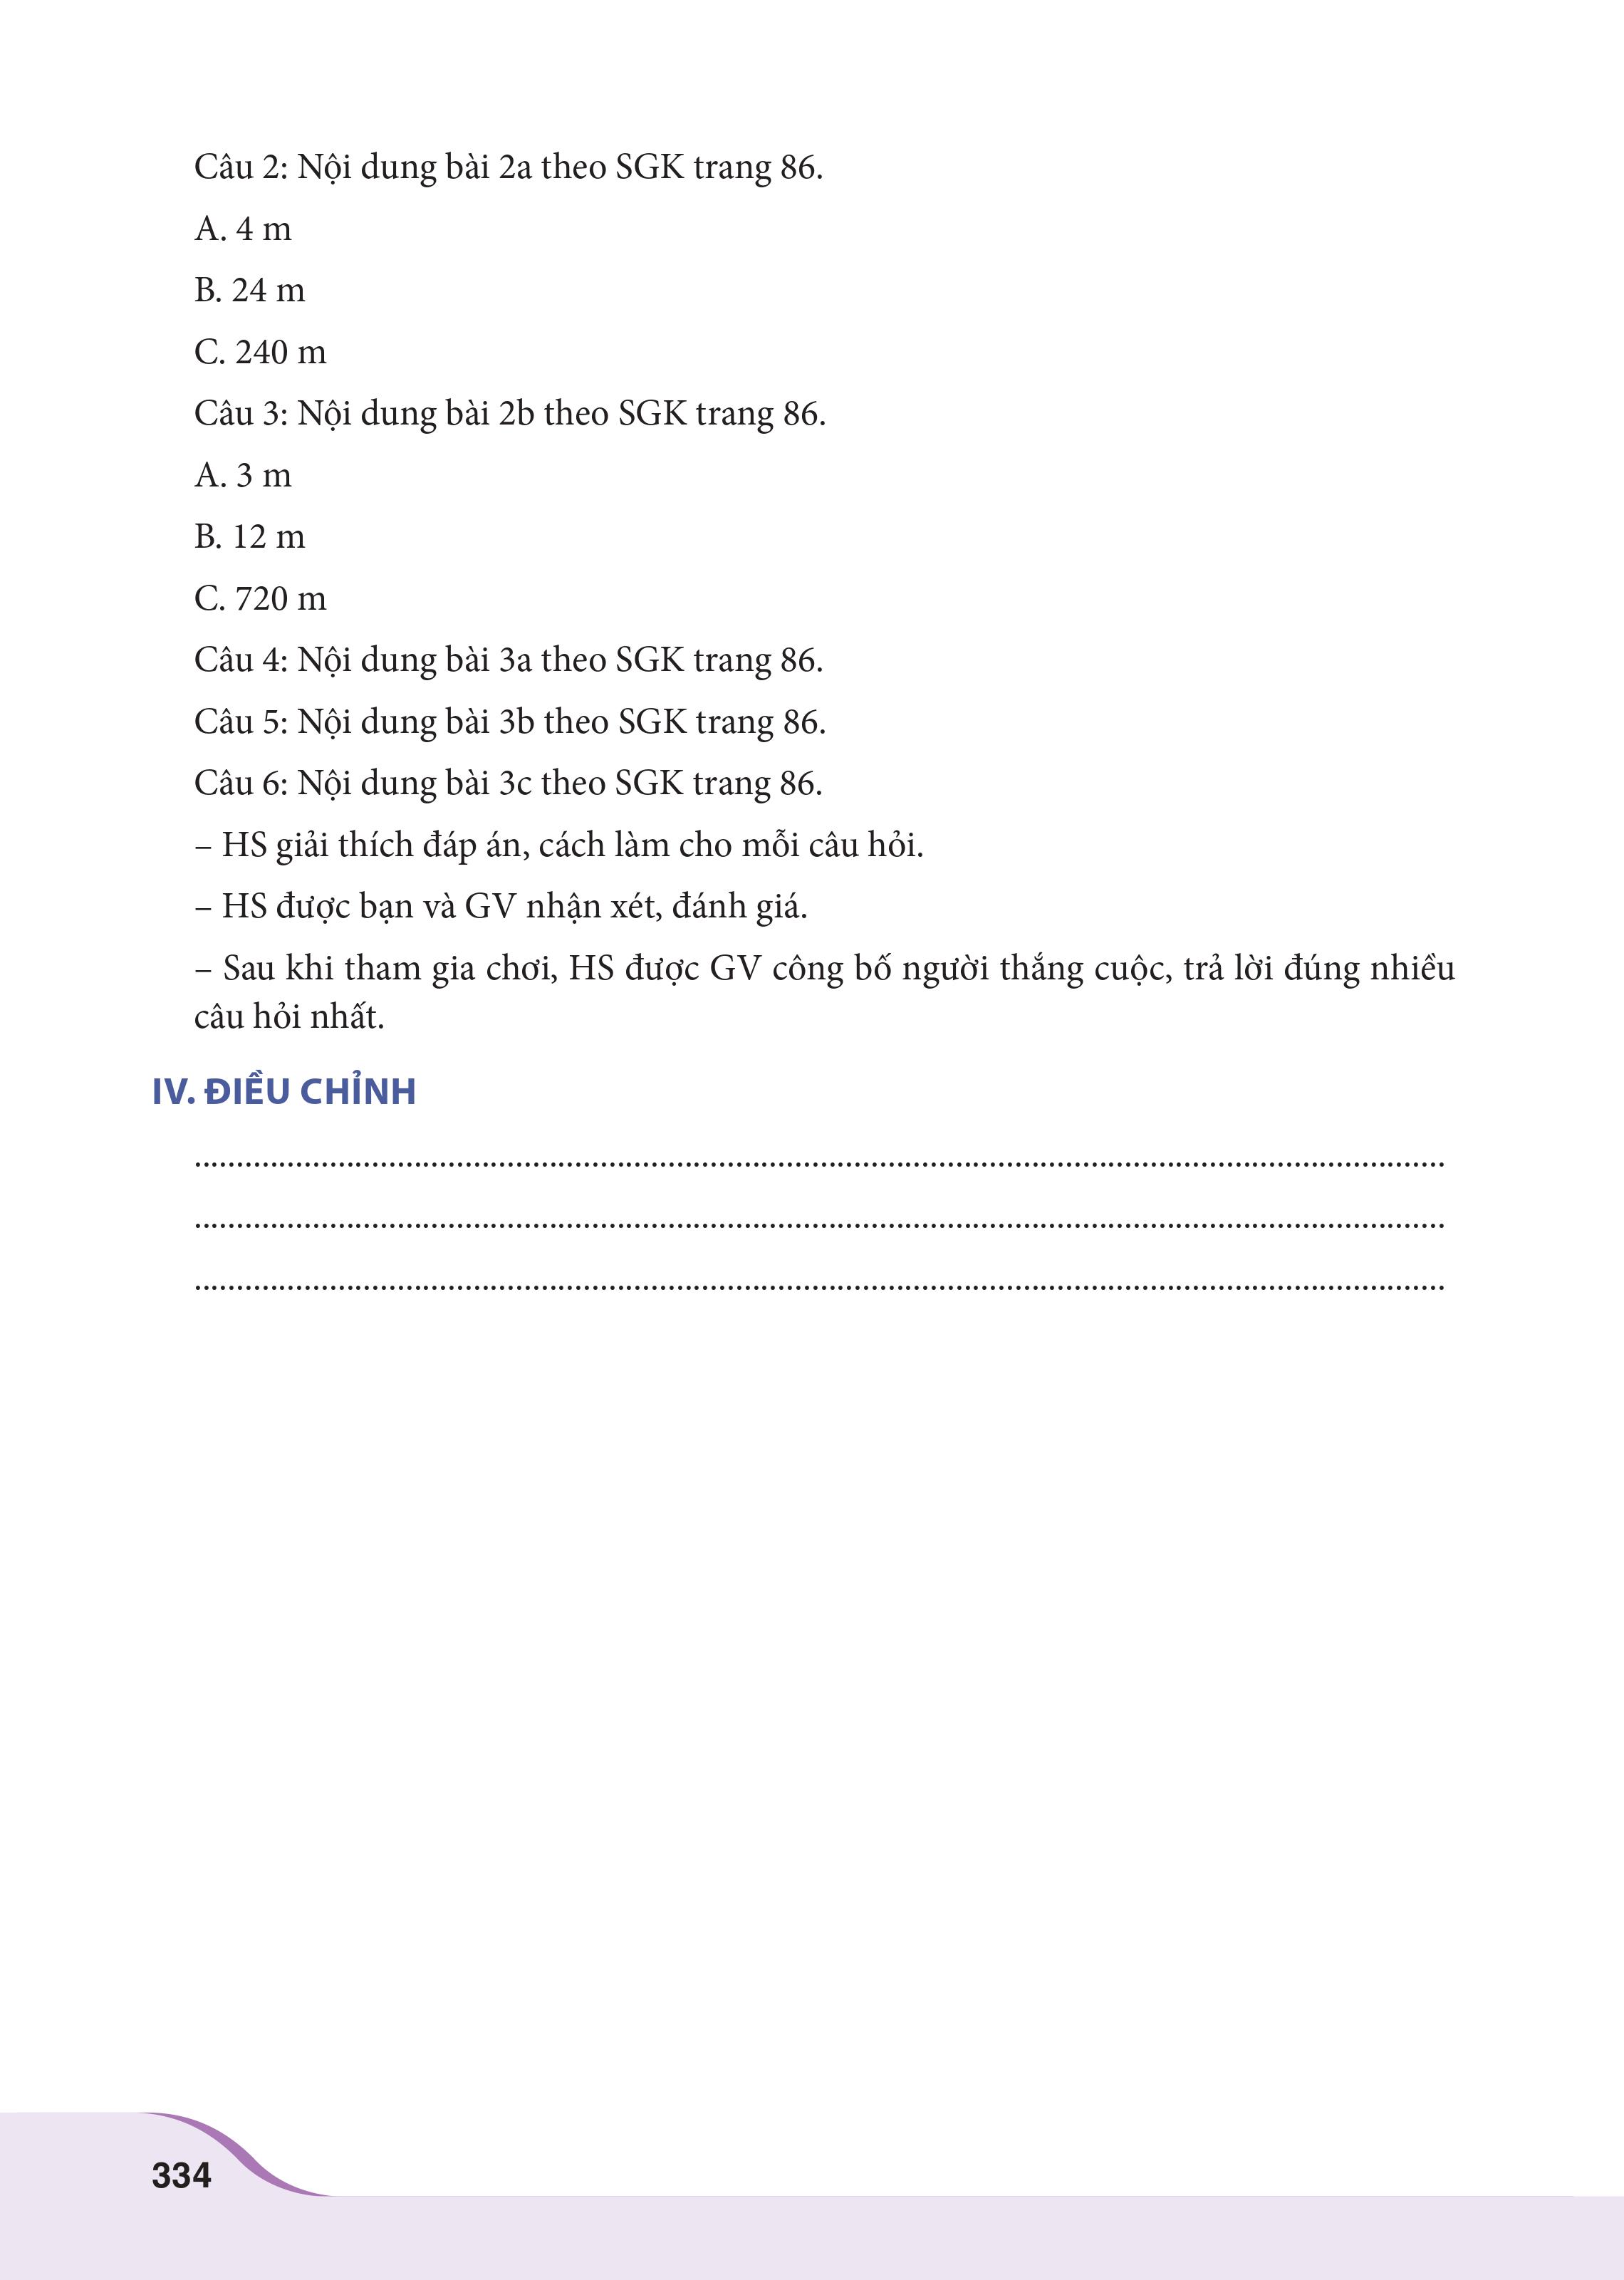 Câu 2: Nội dung bài 2a theo SGK trang 86.
A. 4 m
B. 24 m
C. 240 m
Câu 3: Nội dung bài 2b theo SGK trang 86.
A. 3 m
B. 12 m
C. 720 m
Câu 4: Nội dung bài 3a theo SGK trang 86.
Câu 5: Nội dung bài 3b theo SGK trang 86.
Câu 6: Nội dung bài 3c theo SGK trang 86.
– HS giải thích đáp án, cách làm cho mỗi câu hỏi.
– HS được bạn và GV nhận xét, đánh giá.
– Sau khi tham gia chơi, HS được GV công bố người thắng cuộc, trả lời đúng nhiều
câu hỏi nhất.
IV. ĐIỀU CHỈNH
334